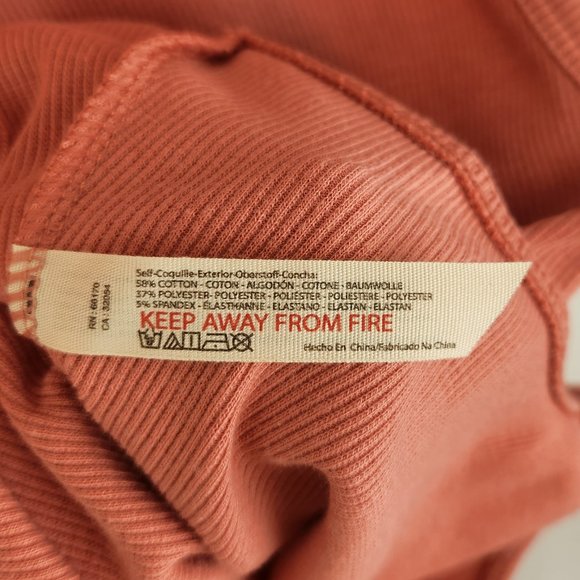 Self-Coquille-Exterior-Oberstoff-Concha:
58% COTTON - COTON - ALGODÓN - COTONE - BAUMWOLLE
37% POLYESTER-POLYESTER - POLIÉSTER - POLIESTERE - POLYESTER
5% SPANDEX - ÉLASTHANNE - ELASTANO - ELASTAN - ELASTAN
KEEP AWAY FROM FIRE
Hecho En China/Fabricado Na China
RN: 66170
CA: 32054